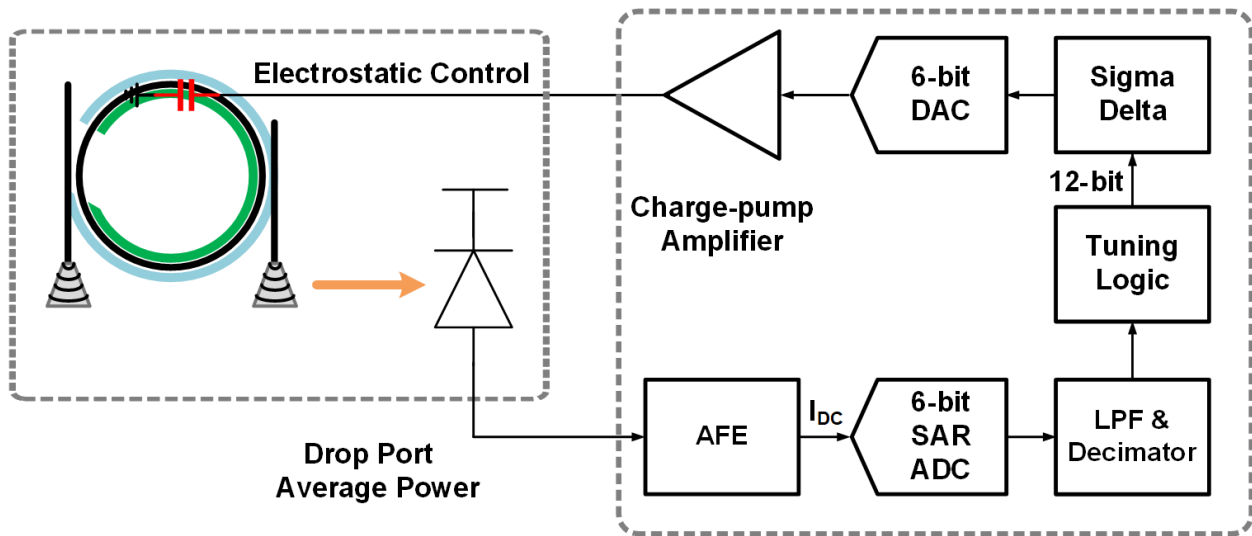 Electrostatic Control
6-bit
DAC
Sigma
Delta
12-bit
Charge-pump
Amplifier
Tuning
Logic
AFE
I_DC
6-bit
SAR
ADC
LPF &
Decimator
Drop Port
Average Power